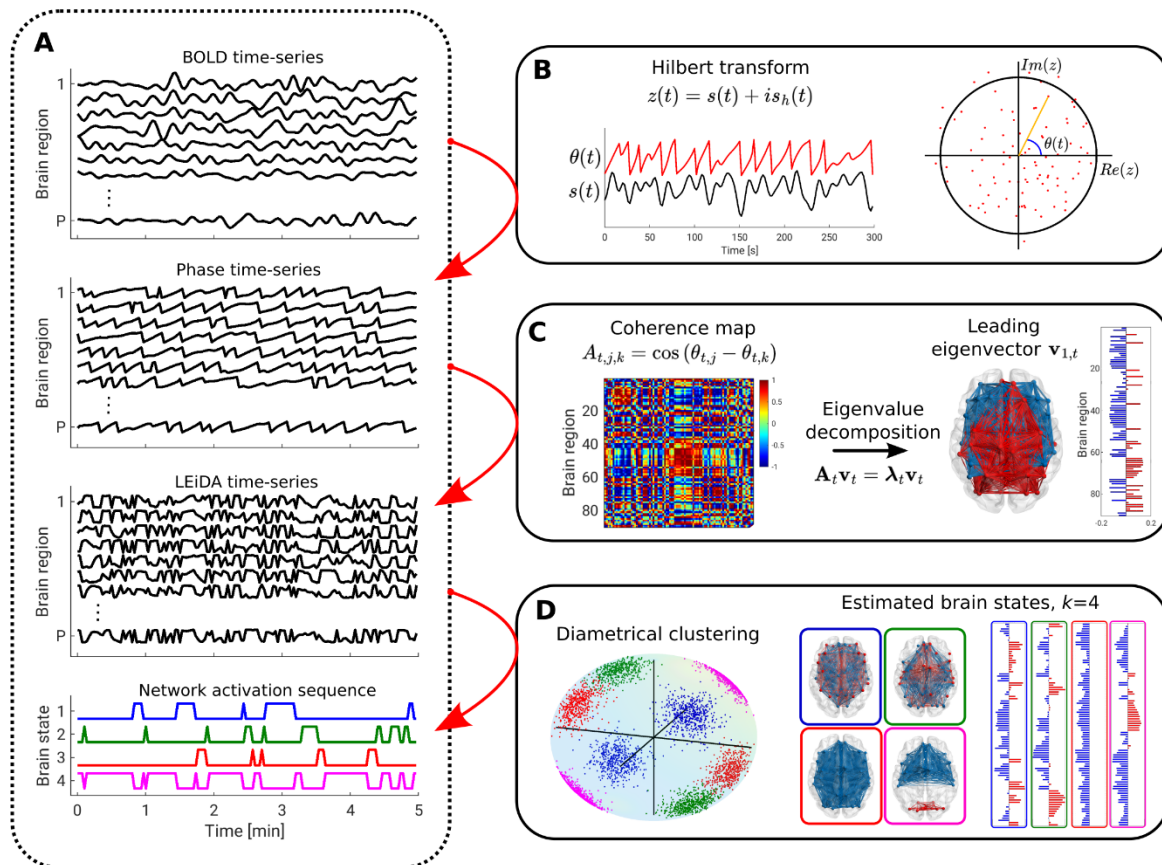 A
BOLD time-series
Brain region
1
⋮
P
Phase time-series
Brain region
1
⋮
P
LEiDA time-series
Brain region
1
⋮
P
Network activation sequence
Brain state
1
2
3
4
0 1 2 3 4 5
Time [min]
B
Hilbert transform
z(t) = s(t) + is_h(t)
θ(t)
s(t)
0 50 100 150 200 250 300
Time [s]
Im(z)
θ(t)
Re(z)
C
Coherence map
A_{t,j,k} = cos (θ_{t,j} − θ_{t,k})
Brain region
20
40
60
80
1
0.5
0
-0.5
-1
Eigenvalue
decomposition
A_t v_t = λ_t v_t
Leading
eigenvector v_{1,t}
Brain region
20
40
60
80
-0.2 0 0.2
D
Diametrical clustering
Estimated brain states, k=4